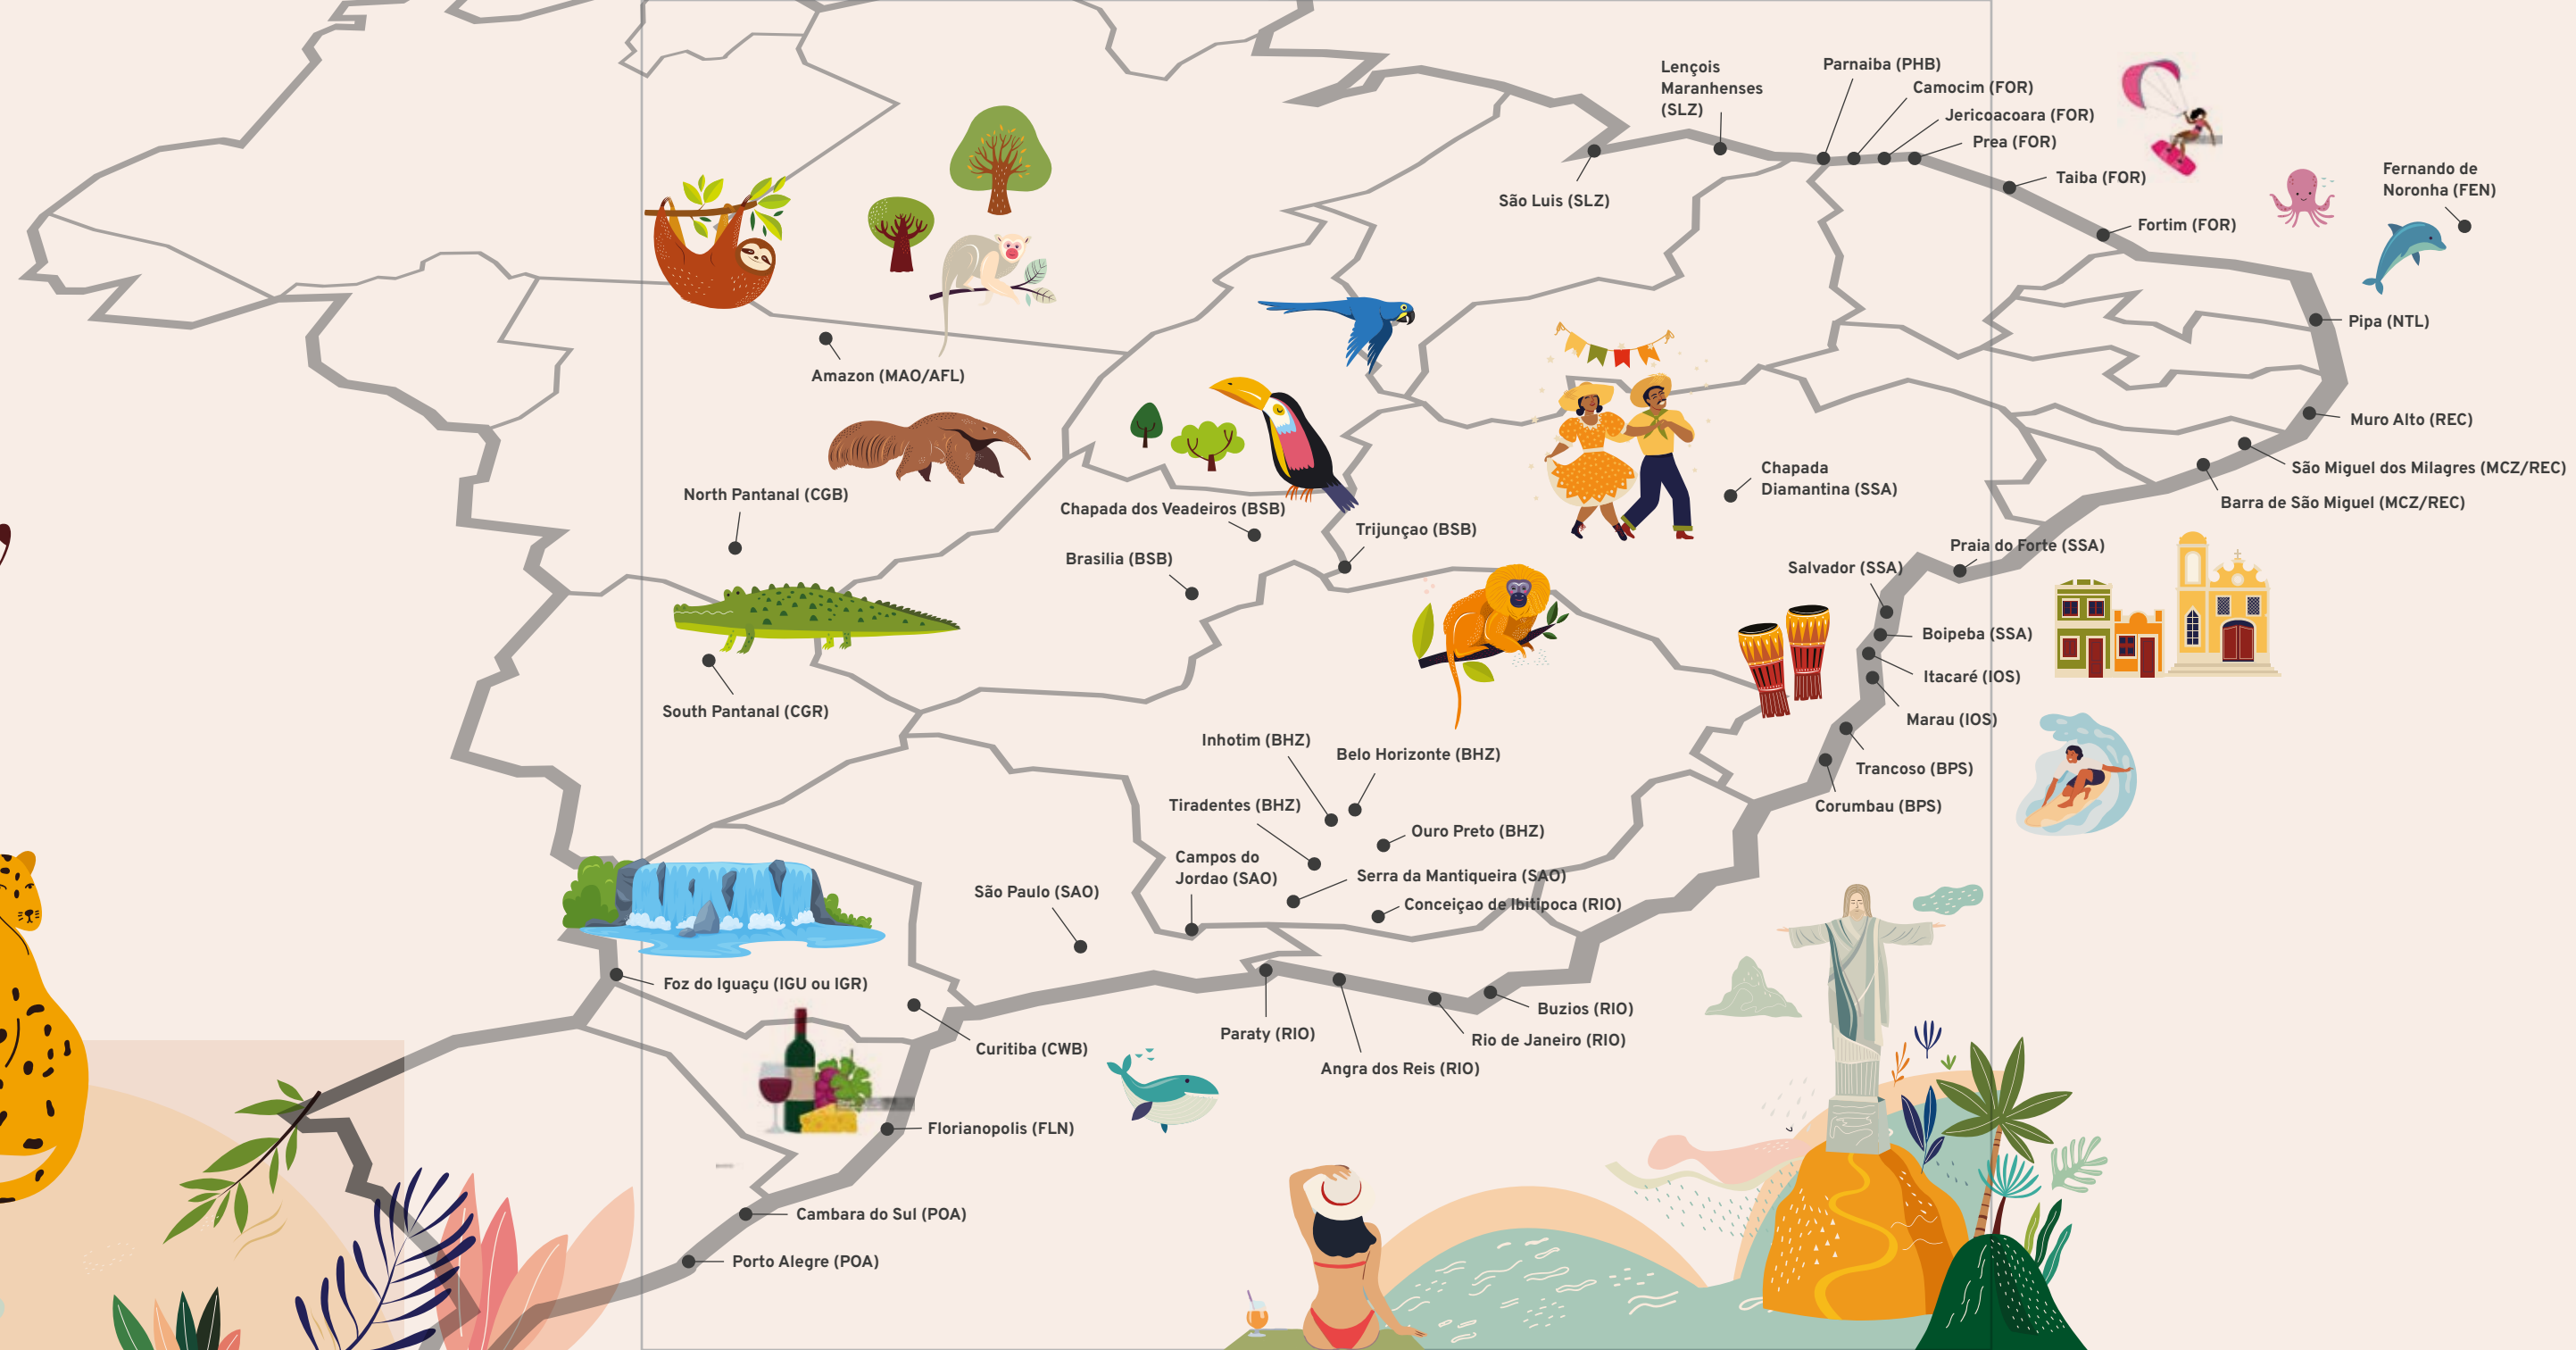 Lençois
Maranhenses
(SLZ)
Parnaiba (PHB)
Camocim (FOR)
Jericoacoara (FOR)
Prea (FOR)
Taiba (FOR)
Fernando de
Noronha (FEN)
São Luis (SLZ)
Fortim (FOR)
Pipa (NTL)
Amazon (MAO/AFL)
Muro Alto (REC)
São Miguel dos Milagres (MCZ/REC)
Chapada
Diamantina (SSA)
North Pantanal (CGB)
Barra de São Miguel (MCZ/REC)
Chapada dos Veadeiros (BSB)
Trijunçao (BSB)
Praia do Forte (SSA)
Brasilia (BSB)
Salvador (SSA)
Boipeba (SSA)
Itacaré (IOS)
South Pantanal (CGR)
Marau (IOS)
Inhotim (BHZ)
Belo Horizonte (BHZ)
Trancoso (BPS)
Tiradentes (BHZ)
Corumbau (BPS)
Ouro Preto (BHZ)
Campos do
Jordao (SAO)
Serra da Mantiqueira (SAO)
São Paulo (SAO)
Conceiçao de Ibitipoca (RIO)
Foz do Iguaçu (IGU ou IGR)
Buzios (RIO)
Paraty (RIO)
Rio de Janeiro (RIO)
Curitiba (CWB)
Angra dos Reis (RIO)
Florianopolis (FLN)
Cambara do Sul (POA)
Porto Alegre (POA)